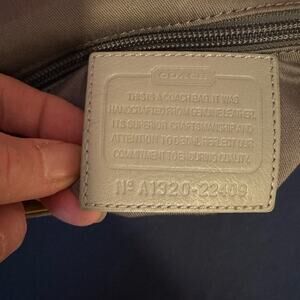 COACH
THIS IS A COACH BAG. IT WAS
HANDCRAFTED FROM GENUINE LEATHER.
ITS SUPERIOR CRAFTSMANSHIP AND
ATTENTION TO DETAIL REFLECT OUR
COMMITMENT TO ENDURING QUALITY.
Nº A1320-22409